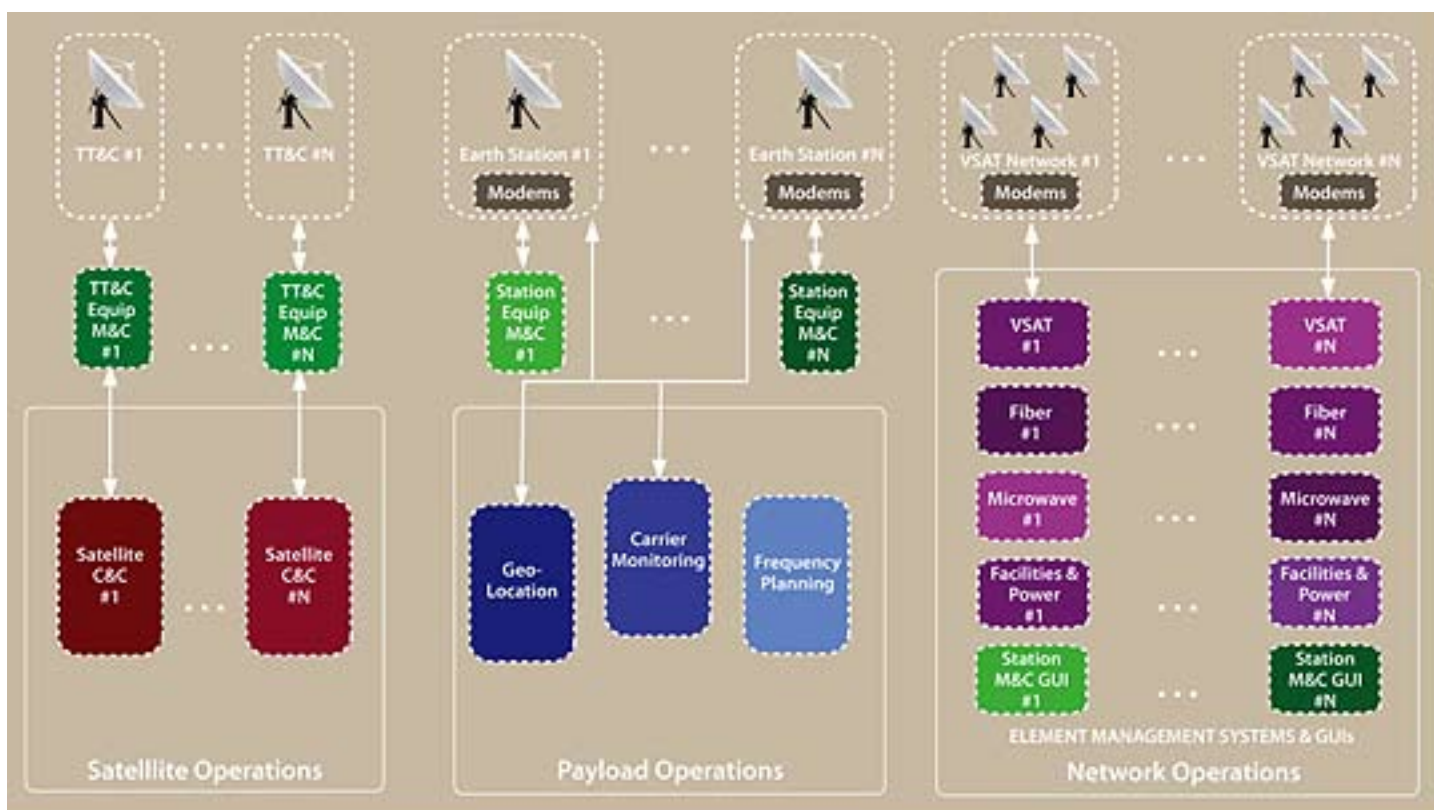 TT&C #1
...
TT&C #N
Earth Station #1
Modems
...
Earth Station #N
Modems
VSAT Network #1
Modems
...
VSAT Network #N
Modems
TT&C
Equip
M&C
#1
...
TT&C
Equip
M&C
#N
Station
Equip
M&C
#1
...
Station
Equip
M&C
#N
Satellite
C&C
#1
...
Satellite
C&C
#N
Satelllite Operations
Geo-
Location
Carrier
Monitoring
Frequency
Planning
Payload Operations
VSAT
#1
...
VSAT
#N
Fiber
#1
...
Fiber
#N
Microwave
#1
...
Microwave
#N
Facilities &
Power
#1
...
Facilities &
Power
#N
Station
M&C GUI
#1
...
Station
M&C GUI
#N
ELEMENT MANAGEMENT SYSTEMS & GUIs
Network Operations